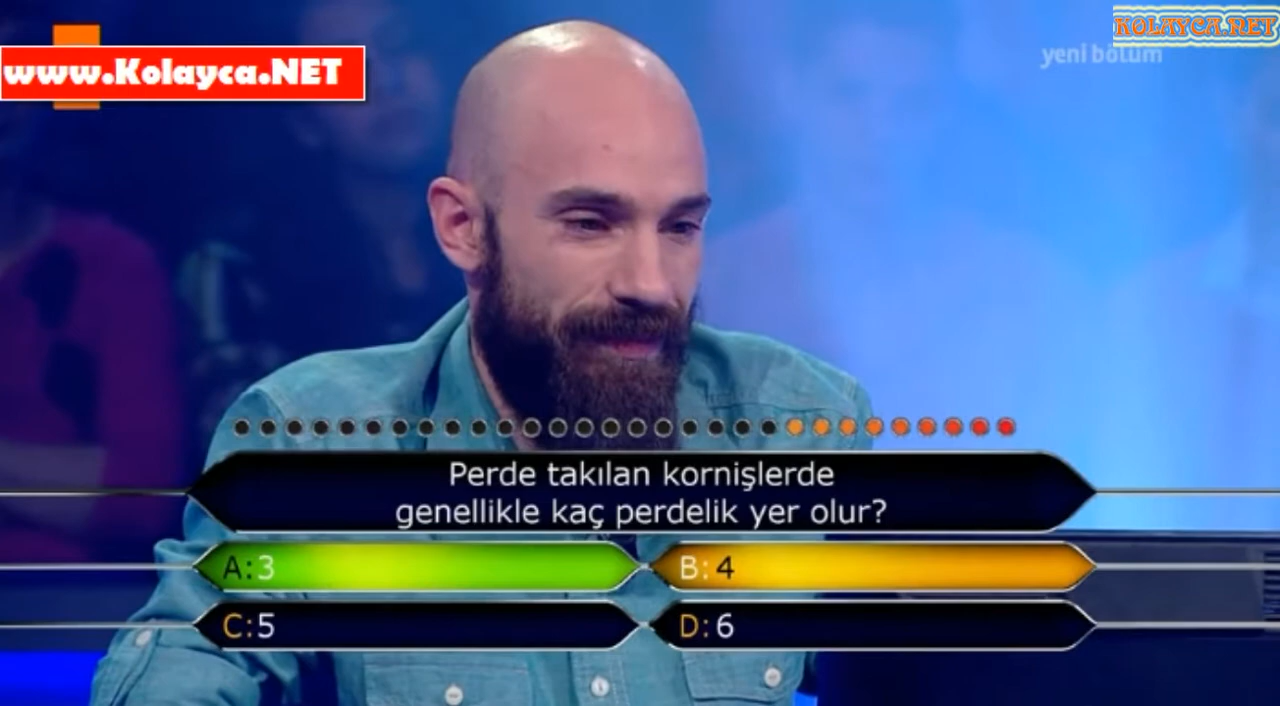 KOLAYCA.NET
yeni bölüm
www.Kolayca.NET
Perde takılan kornişlerde
genellikle kaç perdelik yer olur?
A: 3
B: 4
C: 5
D: 6